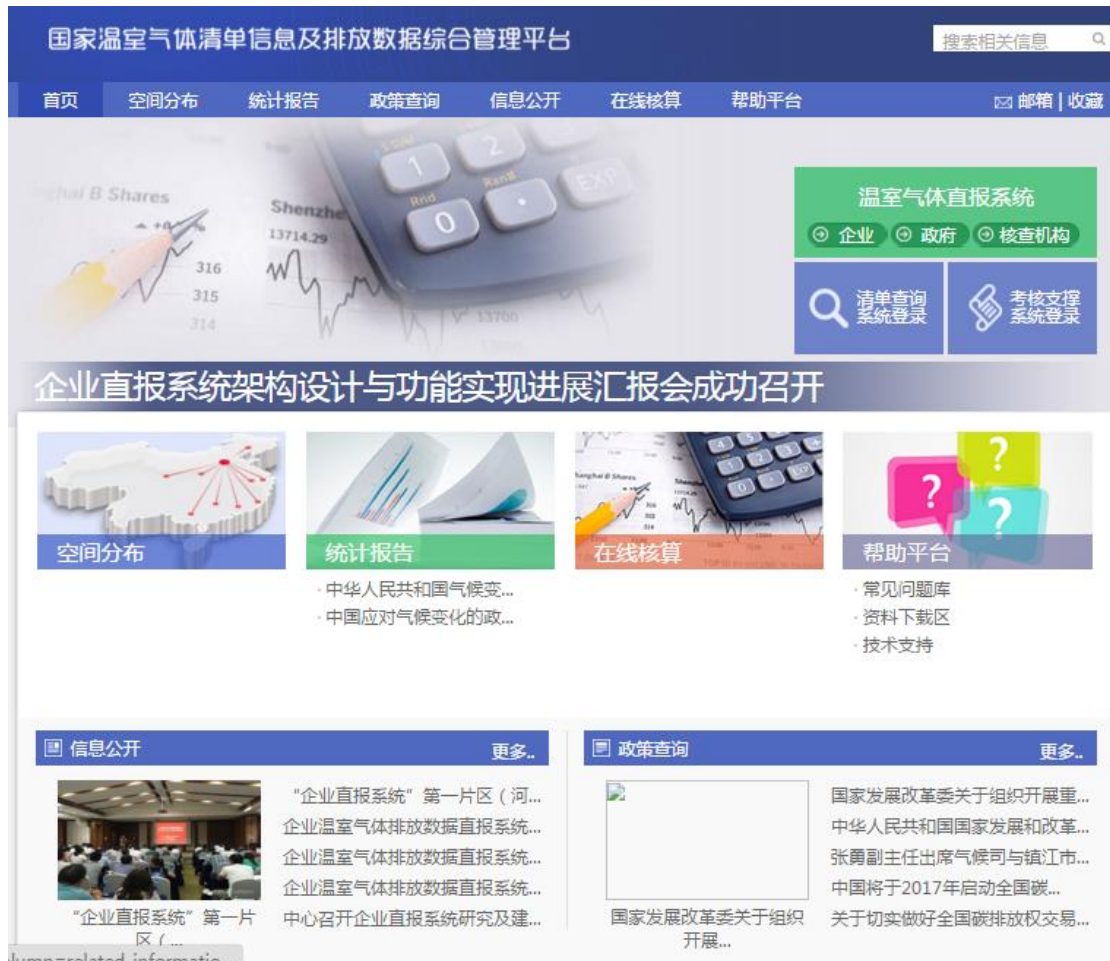 国家温室气体清单信息及排放数据综合管理平台
搜索相关信息
首页 空间分布 统计报告 政策查询 信息公开 在线核算 帮助平台 邮箱 | 收藏
B Shares
Shenzhe
13714.29
316
315
314
13700
1
2
0
.
Rnd
Ran#
EXP
温室气体直报系统
企业 政府 核查机构
清单查询
系统登录
考核支撑
系统登录
企业直报系统架构设计与功能实现进展汇报会成功召开
空间分布
统计报告
· 中华人民共和国气候变...
· 中国应对气候变化的政...
在线核算
帮助平台
· 常见问题库
· 资料下载区
· 技术支持
信息公开 更多..
“企业直报系统”第一片区（河...
企业温室气体排放数据直报系统...
企业温室气体排放数据直报系统...
企业温室气体排放数据直报系统...
中心召开企业直报系统研究及建...
“企业直报系统”第一片
区（...
政策查询 更多..
国家发展改革委关于组织开展重...
中华人民共和国国家发展和改革...
张勇副主任出席气候司与镇江市...
中国将于2017年启动全国碳...
关于切实做好全国碳排放权交易...
国家发展改革委关于组织
开展...